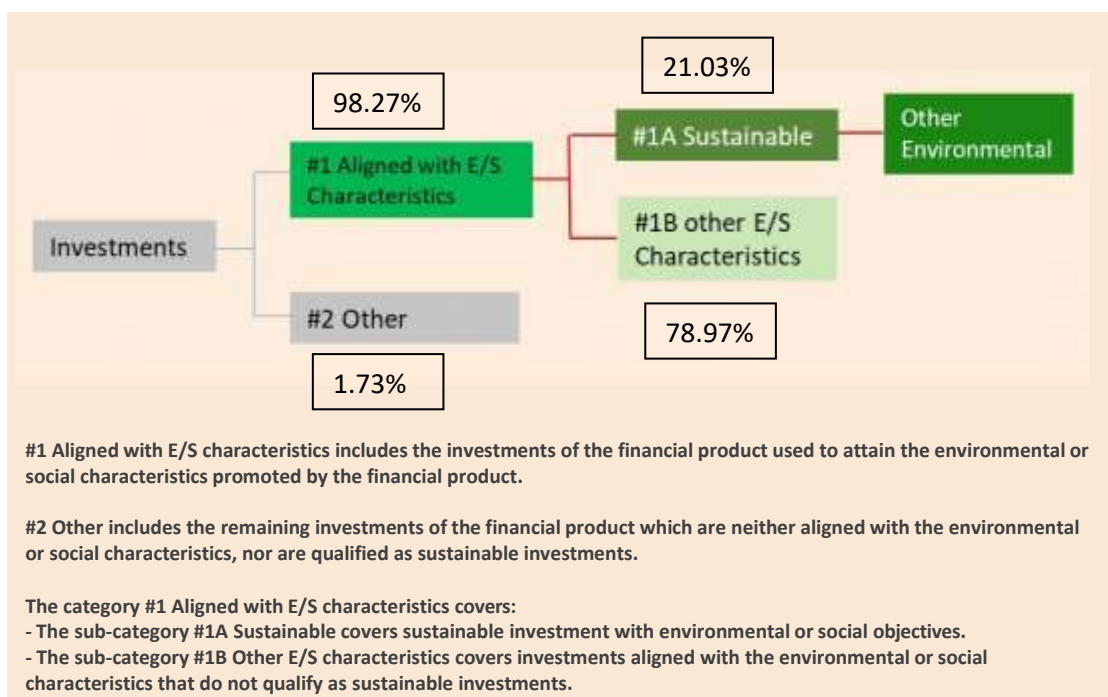 21.03%
98.27%
#1A Sustainable
Other
Environmental
#1 Aligned with E/S
Characteristics
#1B other E/S
Characteristics
Investments
#2 Other
78.97%
1.73%
#1 Aligned with E/S characteristics includes the investments of the financial product used to attain the environmental or
social characteristics promoted by the financial product.
#2 Other includes the remaining investments of the financial product which are neither aligned with the environmental
or social characteristics, nor are qualified as sustainable investments.
The category #1 Aligned with E/S characteristics covers:
- The sub-category #1A Sustainable covers sustainable investment with environmental or social objectives.
- The sub-category #1B Other E/S characteristics covers investments aligned with the environmental or social
characteristics that do not qualify as sustainable investments.